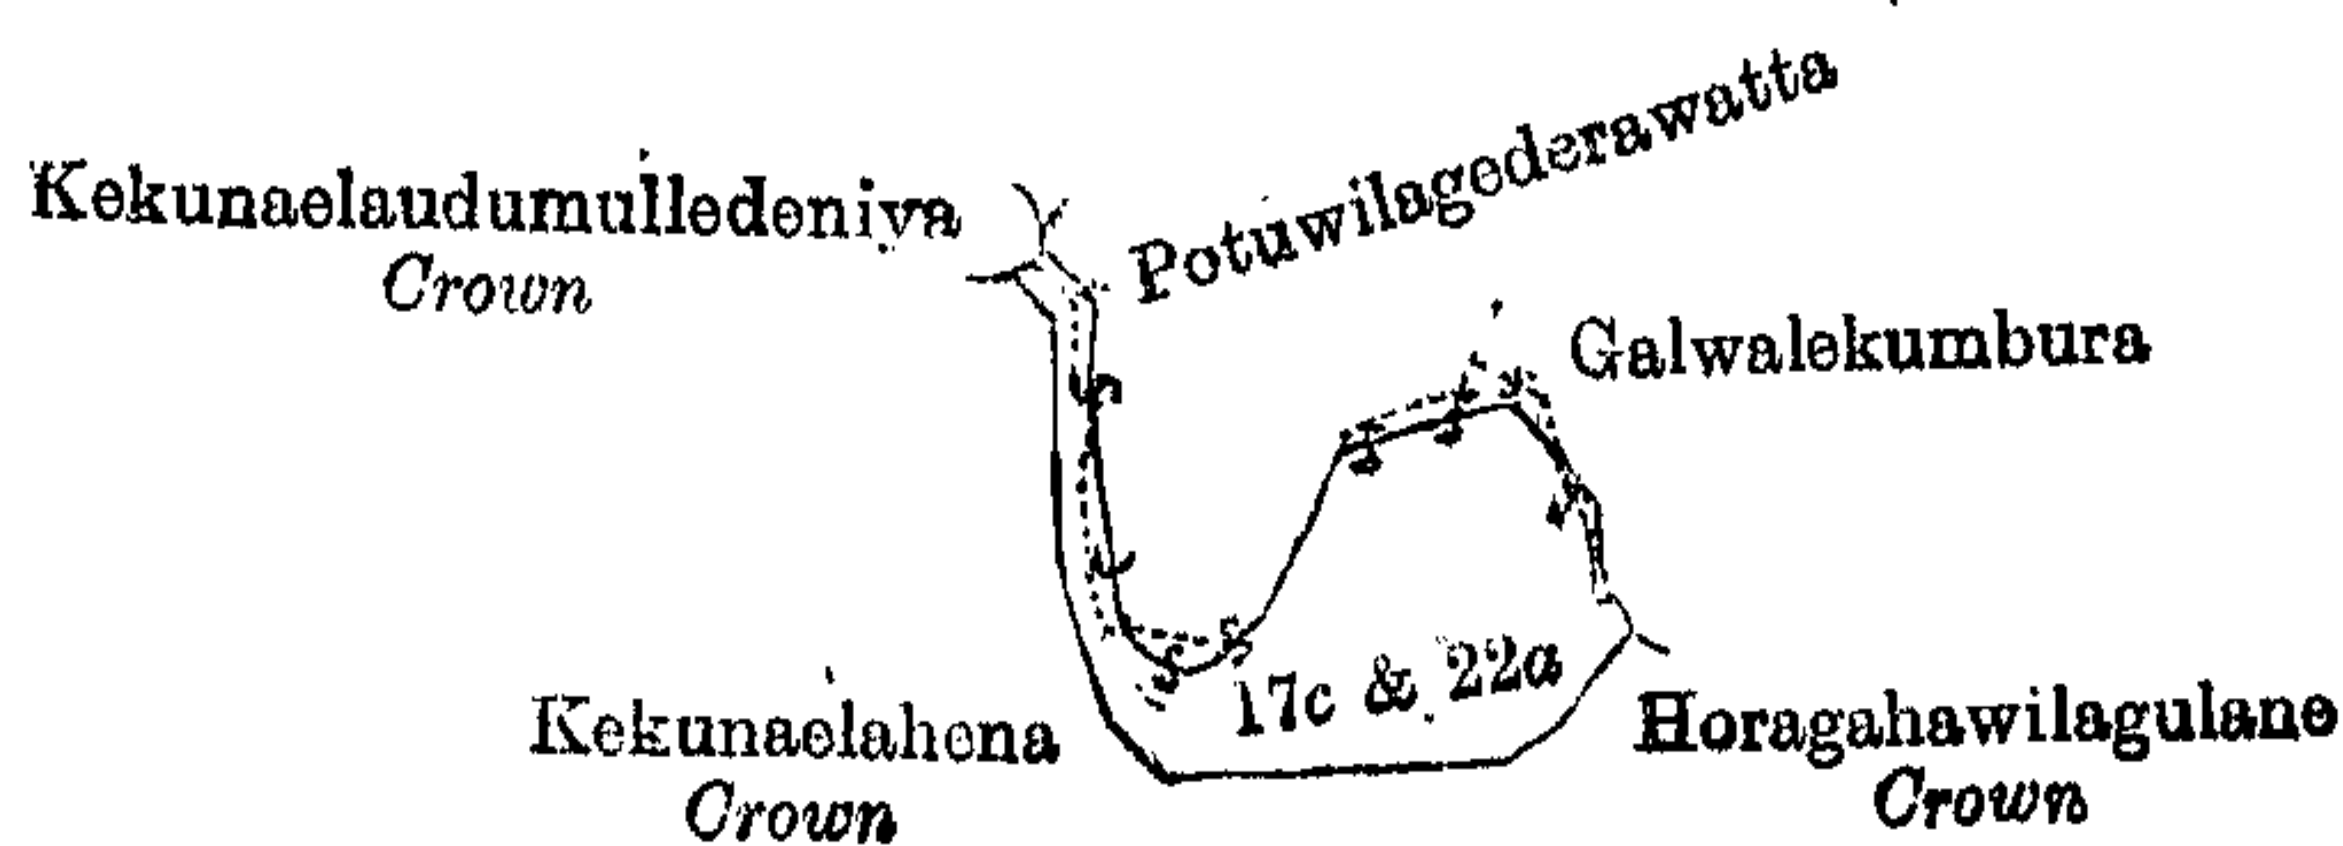 Potuwilagederawatta
Kekunaelaudumulledeniya
Crown
Galwalekumbura
17c & 22a
Kekunaelahena
Crown
Horagahawilagulane
Crown